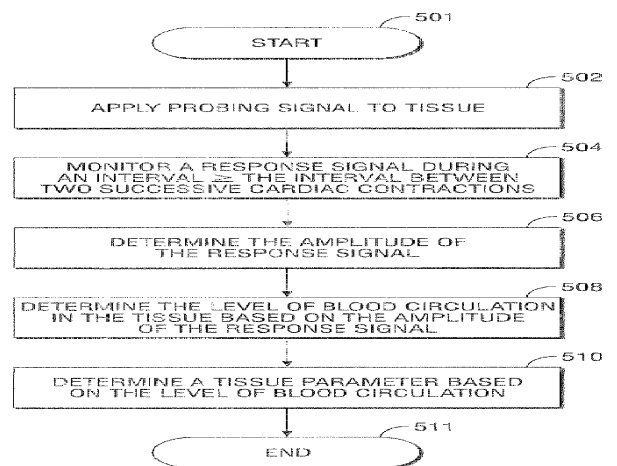 501
START
502
APPLY PROBING SIGNAL TO TISSUE
504
MONITOR A RESPONSE SIGNAL DURING
AN INTERVAL ≥ THE INTERVAL BETWEEN
TWO SUCCESSIVE CARDIAC CONTRACTIONS
506
DETERMINE THE AMPLITUDE OF
THE RESPONSE SIGNAL
508
DETERMINE THE LEVEL OF BLOOD CIRCULATION
IN THE TISSUE BASED ON THE AMPLITUDE
OF THE RESPONSE SIGNAL
510
DETERMINE A TISSUE PARAMETER BASED
ON THE LEVEL OF BLOOD CIRCULATION
511
END